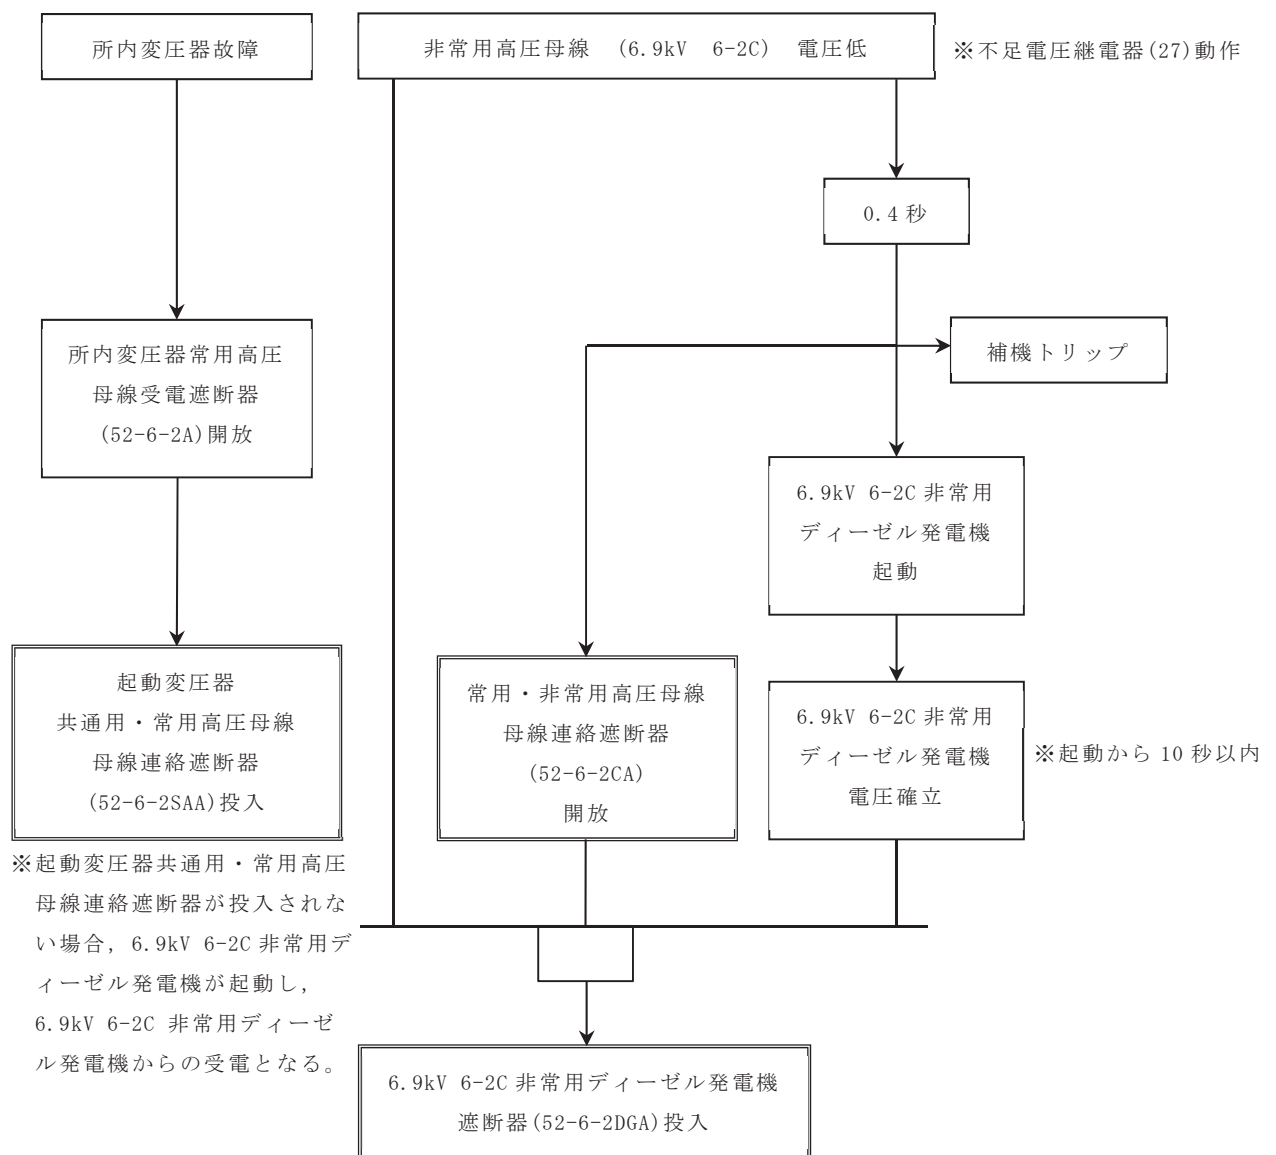 所内変圧器故障
非常用高圧母線 (6.9kV 6-2C) 電圧低
※不足電圧継電器(27)動作
0.4秒
補機トリップ
所内変圧器常用高圧
母線受電遮断器
(52-6-2A)開放
6.9kV 6-2C非常用
ディーゼル発電機
起動
起動変圧器
共通用・常用高圧母線
母線連絡遮断器
(52-6-2SAA)投入
常用・非常用高圧母線
母線連絡遮断器
(52-6-2CA)
開放
6.9kV 6-2C非常用
ディーゼル発電機
電圧確立
※起動から10秒以内
※起動変圧器共通用・常用高圧
母線連絡遮断器が投入されな
い場合，6.9kV 6-2C非常用デ
ィーゼル発電機が起動し，
6.9kV 6-2C 非常用ディーゼ
ル発電機からの受電となる。
6.9kV 6-2C非常用ディーゼル発電機
遮断器(52-6-2DGA)投入